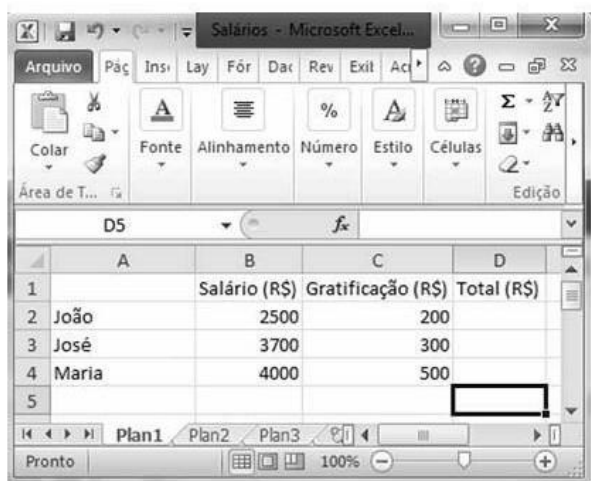 Salários - Microsoft Excel...
Arquivo Pág Ins Lay Fór Dad Rev Exit
Colar Fonte Alinhamento Número Estilo Células
Área de T... Edição
D5 fx
A B C D
1 Salário (R$) Gratificação (R$) Total (R$)
2 João 2500 200
3 José 3700 300
4 Maria 4000 500
5
Plan1 Plan2 Plan3
Pronto 100%